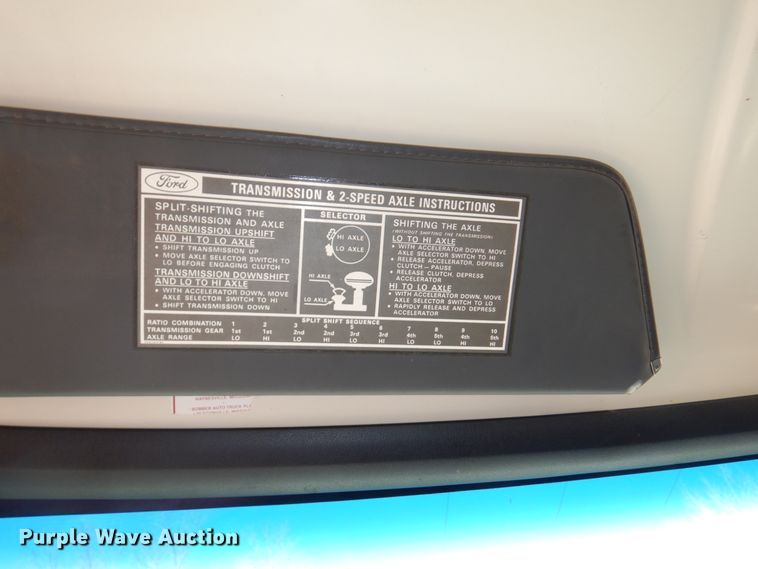 Ford
TRANSMISSION & 2-SPEED AXLE INSTRUCTIONS
SPLIT-SHIFTING THE
TRANSMISSION AND AXLE
TRANSMISSION UPSHIFT
AND HI TO LO AXLE
• SHIFT TRANSMISSION UP
• MOVE AXLE SELECTOR SWITCH TO
LO BEFORE ENGAGING CLUTCH
TRANSMISSION DOWNSHIFT
AND LO TO HI AXLE
• WITH ACCELERATOR DOWN, MOVE
AXLE SELECTOR SWITCH TO HI
• SHIFT TRANSMISSION DOWN
SELECTOR
HI AXLE
LO AXLE
HI AXLE
LO AXLE
SHIFTING THE AXLE
(WITHOUT SHIFTING THE TRANSMISSION)
LO TO HI AXLE
• WITH ACCELERATOR DOWN, MOVE
AXLE SELECTOR SWITCH TO HI
• RELEASE ACCELERATOR, DEPRESS
CLUTCH - PAUSE
• RELEASE CLUTCH, DEPRESS
ACCELERATOR
HI TO LO AXLE
• WITH ACCELERATOR DOWN, MOVE
AXLE SELECTOR SWITCH TO LO
• RAPIDLY RELEASE AND DEPRESS
ACCELERATOR
SPLIT SHIFT SEQUENCE
RATIO COMBINATION 1 2 3 4 5 6 7 8 9 10
TRANSMISSION GEAR 1st 1st 2nd 2nd 3rd 3rd 4th 5th 4th 5th
AXLE RANGE LO HI LO HI LO HI LO LO HI HI
WAYNESVILLE,
AUTO TRUCK
Purple Wave Auction